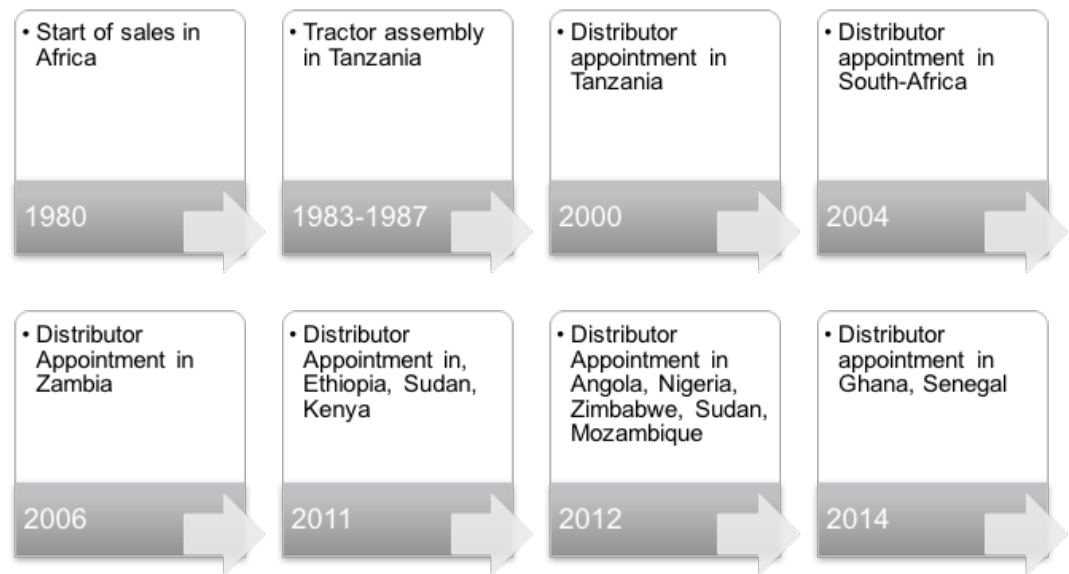 • Start of sales in
Africa
1980
• Tractor assembly
in Tanzania
1983-1987
• Distributor
appointment in
Tanzania
2000
• Distributor
appointment in
South-Africa
2004
• Distributor
Appointment in
Zambia
2006
• Distributor
Appointment in,
Ethiopia, Sudan,
Kenya
2011
• Distributor
Appointment in
Angola, Nigeria,
Zimbabwe, Sudan,
Mozambique
2012
• Distributor
appointment in
Ghana, Senegal
2014